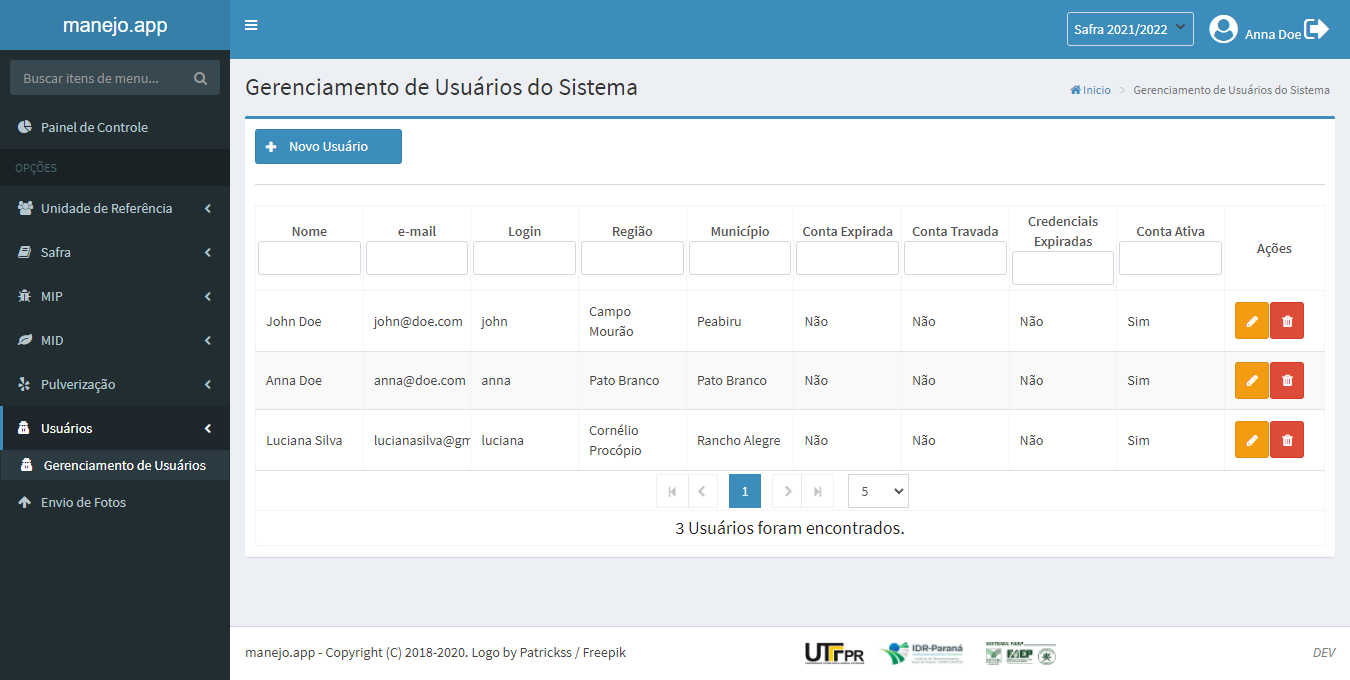 manejo.app
Safra 2021/2022
Anna Doe
Buscar itens de menu...
Painel de Controle
OPÇÕES
Unidade de Referência
Safra
MIP
MID
Pulverização
Usuários
Gerenciamento de Usuários
Envio de Fotos
Gerenciamento de Usuários do Sistema
Inicio > Gerenciamento de Usuários do Sistema
Novo Usuário
Nome e-mail Login Região Município Conta Expirada Conta Travada Credenciais Expiradas Conta Ativa Ações
John Doe john@doe.com john Campo Mourão Peabiru Não Não Não Sim
Anna Doe anna@doe.com anna Pato Branco Pato Branco Não Não Não Sim
Luciana Silva lucianasilva@gm luciana Cornélio Procópio Rancho Alegre Não Não Não Sim
1 5
3 Usuários foram encontrados.
manejo.app - Copyright (C) 2018-2020. Logo by Patrickss / Freepik
UTFPR
IDR-Paraná
SISTEMA FAEP
FAEP
DEV